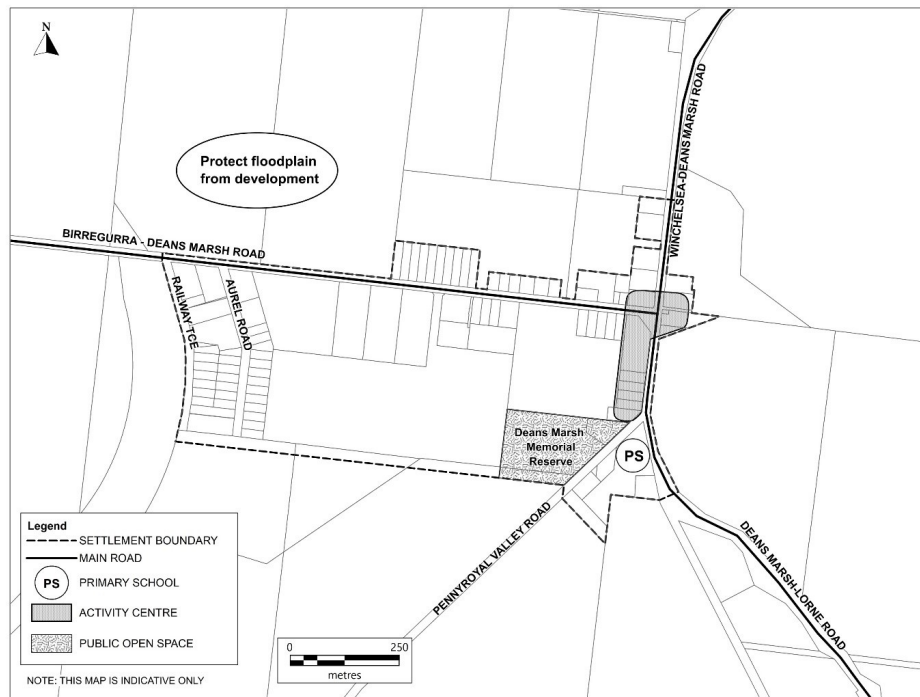 N
Protect floodplain
from development
BIRREGURRA - DEANS MARSH ROAD
WINCHELSEA-DEANS MARSH ROAD
RAILWAY TCE
AUREL ROAD
Deans Marsh
Memorial
Reserve
PS
PENNYROYAL VALLEY ROAD
DEANS MARSH-LORNE ROAD
Legend
SETTLEMENT BOUNDARY
MAIN ROAD
PS PRIMARY SCHOOL
ACTIVITY CENTRE
PUBLIC OPEN SPACE
NOTE: THIS MAP IS INDICATIVE ONLY
0 250
metres